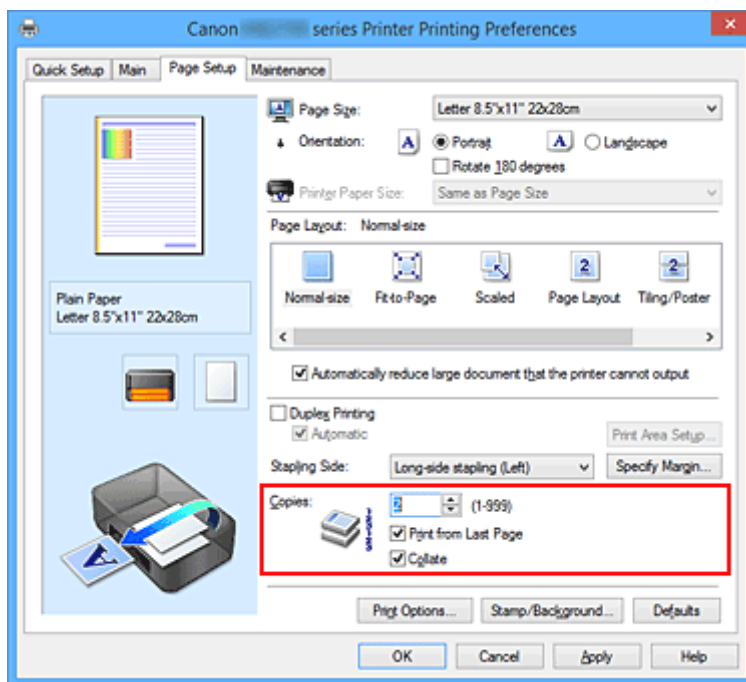 Canon series Printer Printing Preferences
Quick Setup Main Page Setup Maintenance
Page Size: Letter 8.5"x11" 22x28cm
Orientation: A Portrait A Landscape
Rotate 180 degrees
Printer Paper Size: Same as Page Size
Page Layout: Normal-size
Normal-size Fit-to-Page Scaled Page Layout Tiling/Poster
Automatically reduce large document that the printer cannot output
Plain Paper
Letter 8.5"x11" 22x28cm
Duplex Printing
Automatic
Print Area Setup...
Stapling Side: Long-side stapling (Left) Specify Margin...
Copies: 2 (1-999)
Print from Last Page
Collate
Print Options... Stamp/Background... Defaults
OK Cancel Apply Help